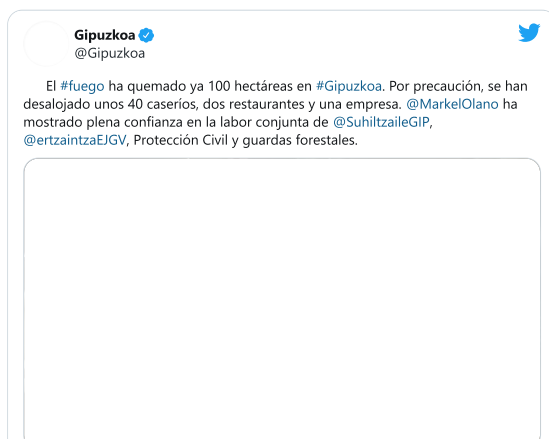 Gipuzkoa
@Gipuzkoa
El #fuego ha quemado ya 100 hectáreas en #Gipuzkoa. Por precaución, se han
desalojado unos 40 caseríos, dos restaurantes y una empresa. @MarkelOlano ha
mostrado plena confianza en la labor conjunta de @SuhiltzaileGIP,
@ertzaintzaEJGV, Protección Civil y guardas forestales.